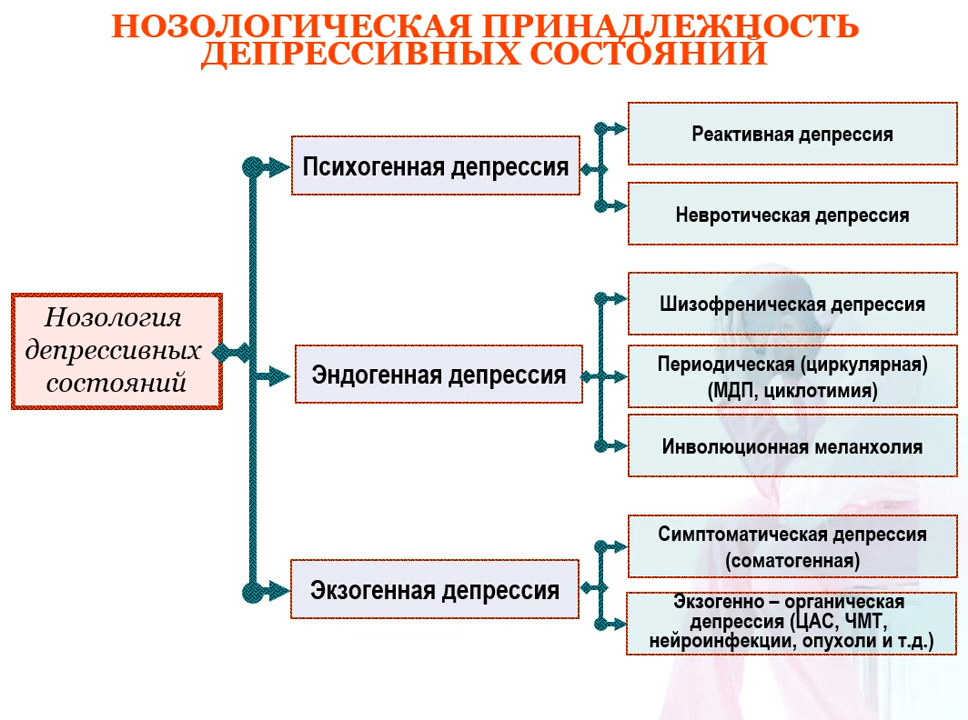 НОЗОЛОГИЧЕСКАЯ ПРИНАДЛЕЖНОСТЬ
ДЕПРЕССИВНЫХ СОСТОЯНИЙ
Нозология
депрессивных
состояний
Психогенная депрессия
Реактивная депрессия
Невротическая депрессия
Эндогенная депрессия
Шизофреническая депрессия
Периодическая (циркулярная)
(МДП, циклотимия)
Инволюционная меланхолия
Экзогенная депрессия
Симптоматическая депрессия
(соматогенная)
Экзогенно – органическая
депрессия (ЦАС, ЧМТ,
нейроинфекции, опухоли и т.д.)